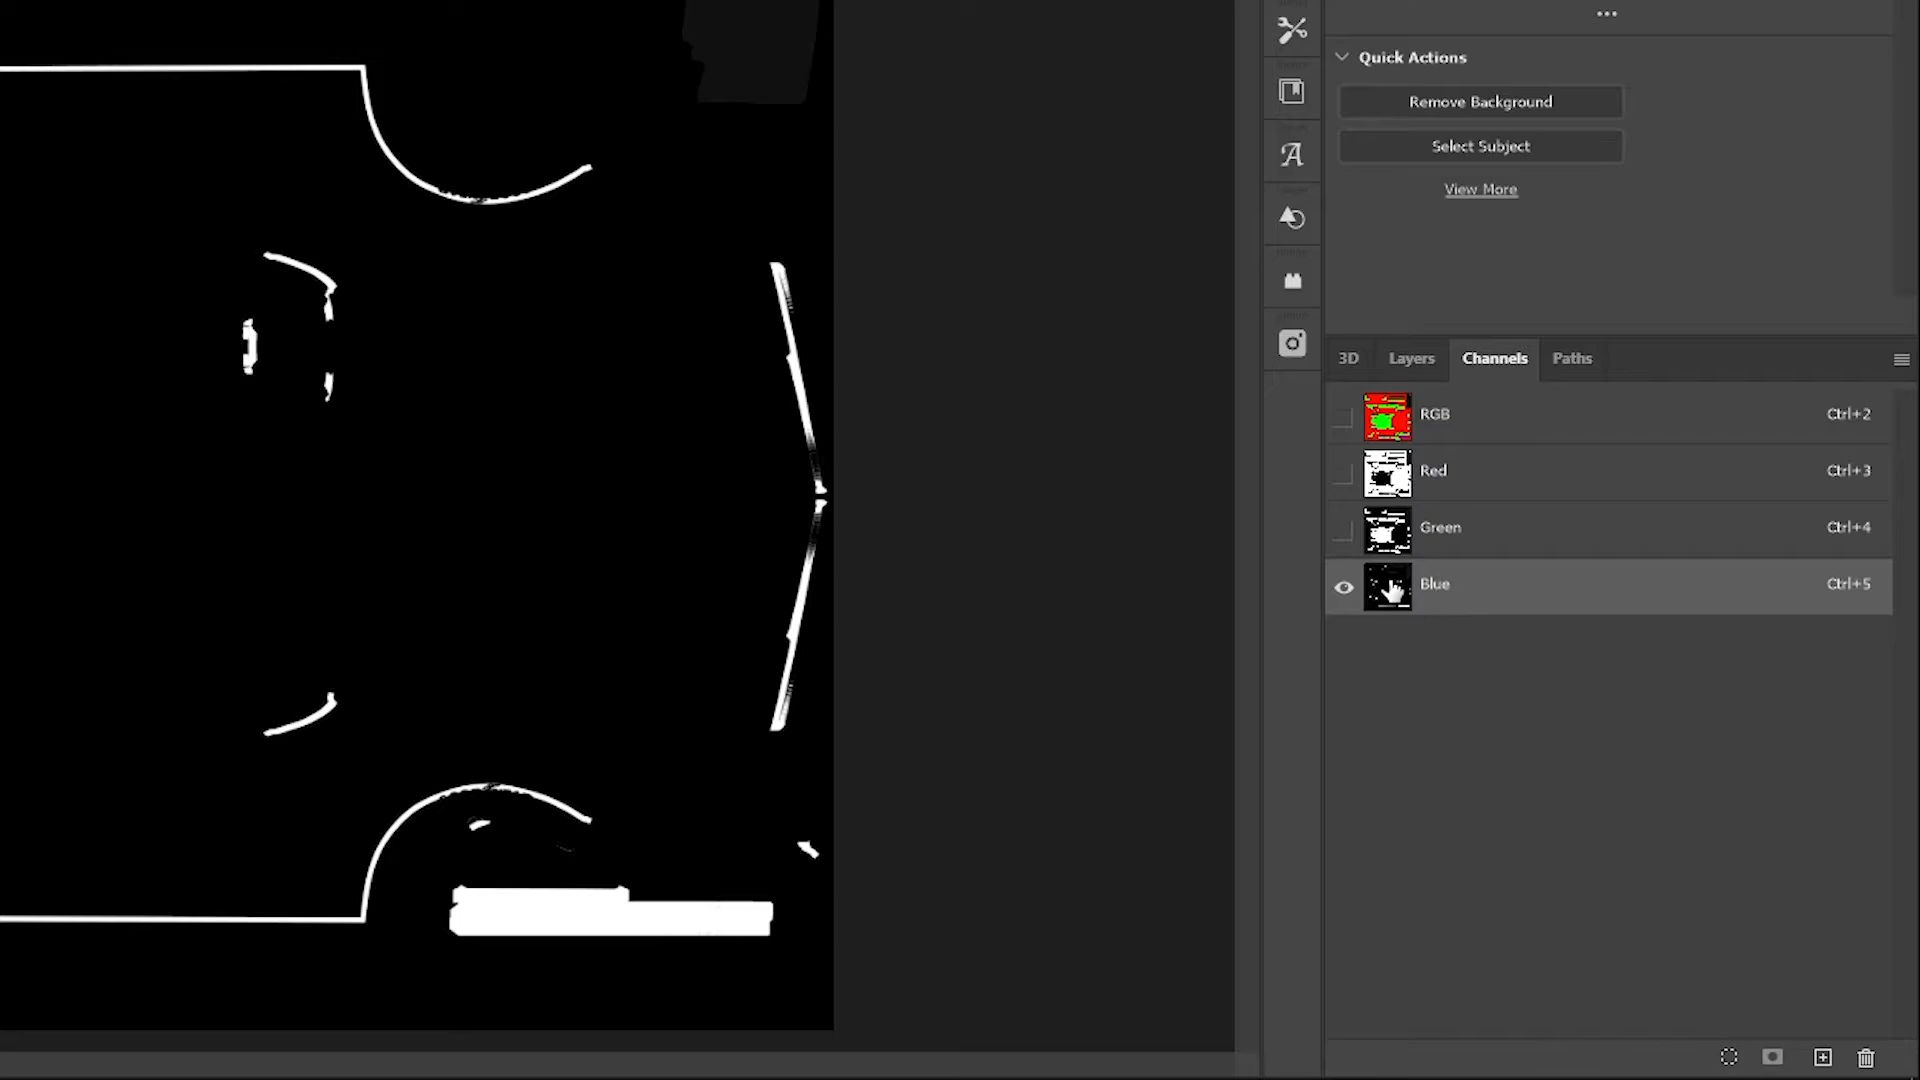 Quick Actions
Remove Background
Select Subject
View More
3D Layers Channels Paths
RGB Ctrl+2
Red Ctrl+3
Green Ctrl+4
Blue Ctrl+5